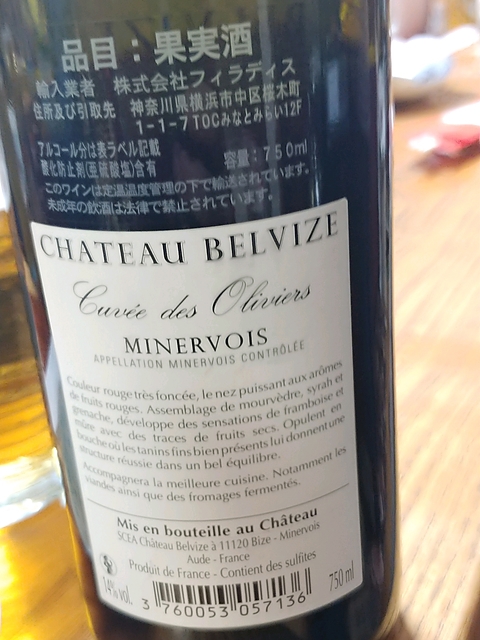 品目：果実酒
輸入業者　株式会社フィラディス
住所及び引取先　神奈川県横浜市中区桜木町
1-1-7TOCみなとみらい12F
アルコール分は表ラベル記載
酸化防止剤(亜硫酸塩)含有　容量：750ml
このワインは定温温度管理の下で輸送されています。
未成年の飲酒は法律で禁止されています。
CHATEAU BELVIZE
Cuvée des Oliviers
MINERVOIS
APPELLATION MINERVOIS CONTRÔLÉE
Couleur rouge très foncée, le nez puissant aux arômes
de fruits rouges. Assemblage de mourvèdre, syrah et
grenache, développe des sensations de framboise et
mûre avec des traces de fruits secs. Opulent en
bouche où les tanins fins bien présents lui donnent une
structure réussie dans un bel équilibre.
Accompagnera la meilleure cuisine. Notamment les
viandes ainsi que des fromages fermentés.
Mis en bouteille au Château
SCEA Château Belvize à 11120 Bize - Minervois
Aude - France
Produit de France - Contient des sulfites
14% vol.
3 760053 057136
750 ml